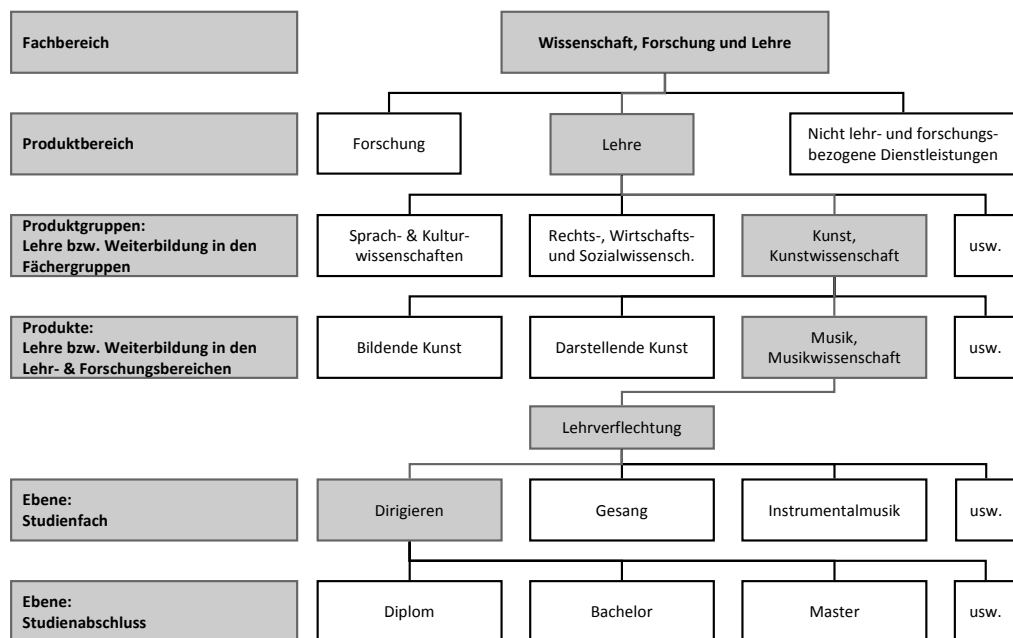 Fachbereich
Wissenschaft, Forschung und Lehre
Produktbereich
Forschung
Lehre
Nicht lehr- und forschungs-
bezogene Dienstleistungen
Produktgruppen:
Lehre bzw. Weiterbildung in den
Fächergruppen
Sprach- & Kultur-
wissenschaften
Rechts-, Wirtschafts-
und Sozialwissensch.
Kunst,
Kunstwissenschaft
usw.
Produkte:
Lehre bzw. Weiterbildung in den
Lehr- & Forschungsbereichen
Bildende Kunst
Darstellende Kunst
Musik,
Musikwissenschaft
usw.
Lehrverflechtung
Ebene:
Studienfach
Dirigieren
Gesang
Instrumentalmusik
usw.
Ebene:
Studienabschluss
Diplom
Bachelor
Master
usw.